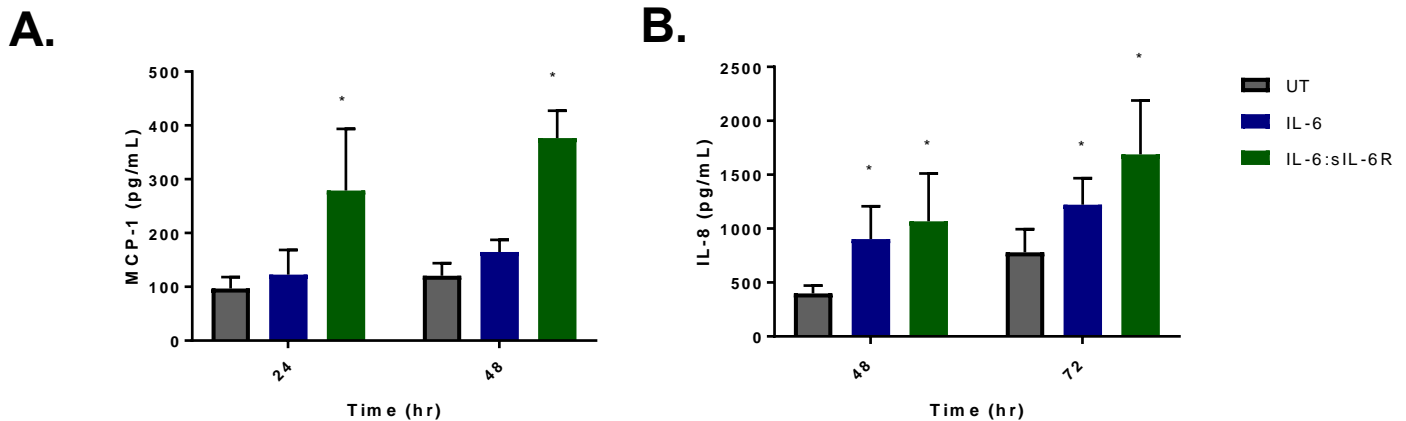 A.
MCP-1 (pg/mL)
500
400
300
200
100
0
*
*
24
48
Time (hr)
B.
IL-8 (pg/mL)
2500
2000
1500
1000
500
0
*
*
*
*
48
72
Time (hr)
UT
IL-6
IL-6:sIL-6R